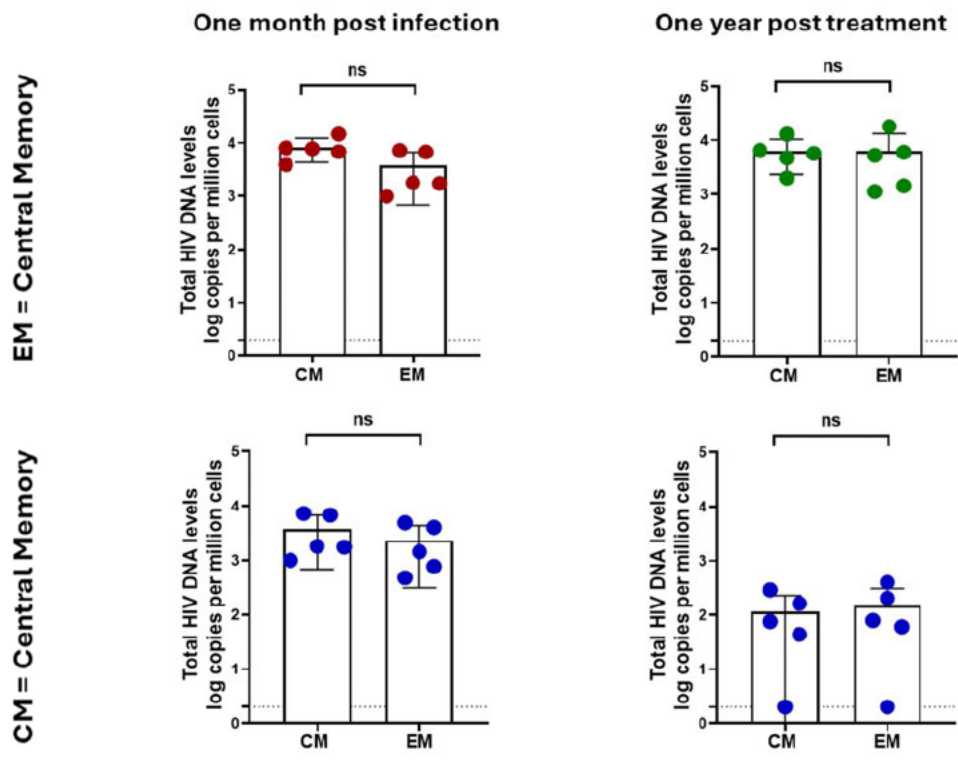 One month post infection
One year post treatment
EM = Central Memory
Total HIV DNA levels
log copies per million cells
ns
5
4
3
2
1
0
CM
EM
Total HIV DNA levels
log copies per million cells
ns
5
4
3
2
1
0
CM
EM
CM = Central Memory
Total HIV DNA levels
log copies per million cells
ns
5
4
3
2
1
0
CM
EM
Total HIV DNA levels
log copies per million cells
ns
5
4
3
2
1
0
CM
EM